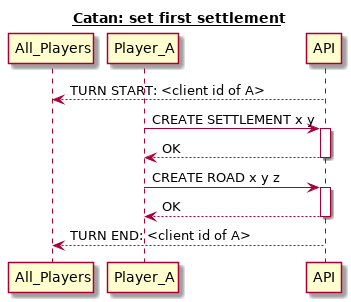 Catan: set first settlement
All_Players Player_A API
TURN START: <client id of A>
CREATE SETTLEMENT x y
OK
CREATE ROAD x y z
OK
TURN END: <client id of A>
All_Players Player_A API